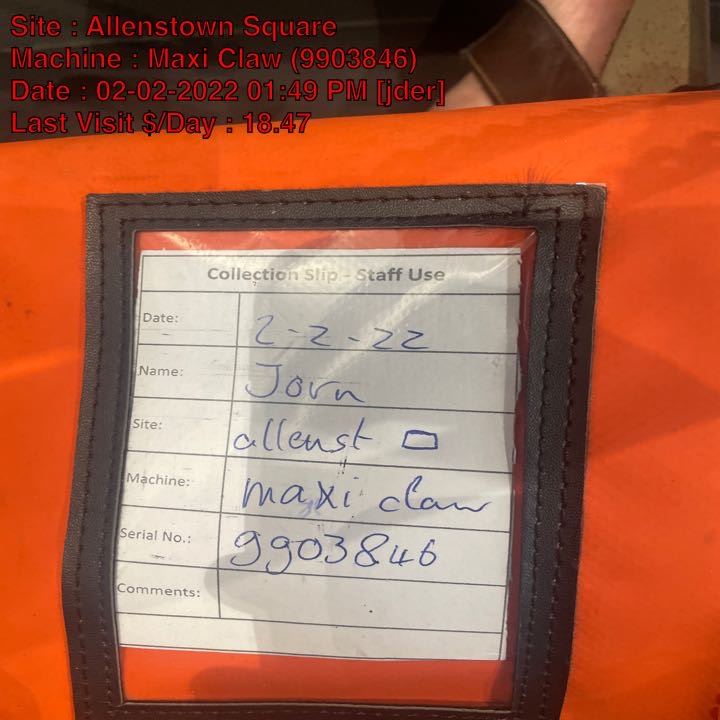 Site : Allenstown Square
Machine : Maxi Claw (9903846)
Date : 02-02-2022 01:49 PM [jder]
Last Visit $/Day : 18.47
Collection Slip - Staff Use
Date: 2-2-22
Name: Jorn
Site: allenst
Machine: maxi claw
Serial No.: 9903846
Comments: